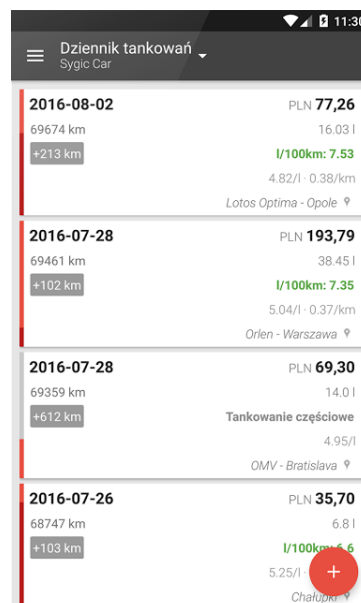 11:30
Dziennik tankowań
Sygic Car
2016-08-02 PLN 77,26
69674 km 16.03 l
+213 km l/100km: 7.53
4.82/l · 0.38/km
Lotos Optima - Opole
2016-07-28 PLN 193,79
69461 km 38.45 l
+102 km l/100km: 7.35
5.04/l · 0.37/km
Orlen - Warszawa
2016-07-28 PLN 69,30
69359 km 14.0 l
+612 km Tankowanie częściowe
4.95/l
OMV - Bratislava
2016-07-26 PLN 35,70
68747 km 6.8 l
+103 km l/100km: 6.6
5.25/l ·
Chałupki
+